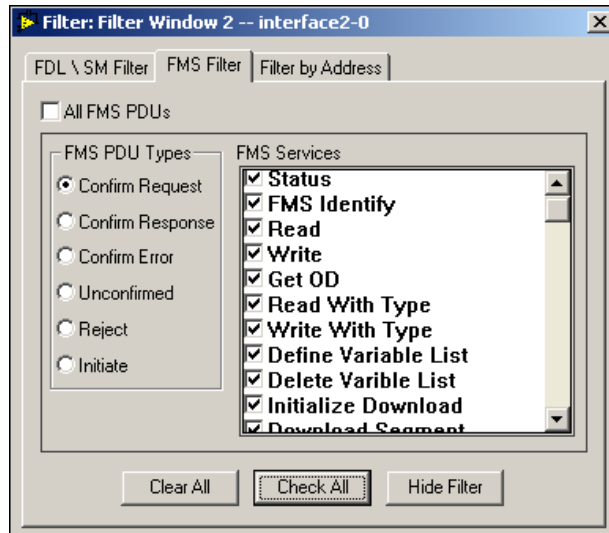 Filter: Filter Window 2 -- interface2-0
FDL \ SM Filter
FMS Filter
Filter by Address
All FMS PDUs
FMS PDU Types
Confirm Request
Confirm Response
Confirm Error
Unconfirmed
Reject
Initiate
FMS Services
Status
FMS Identify
Read
Write
Get OD
Read With Type
Write With Type
Define Variable List
Delete Varible List
Initialize Download
Download Segment
Clear All
Check All
Hide Filter